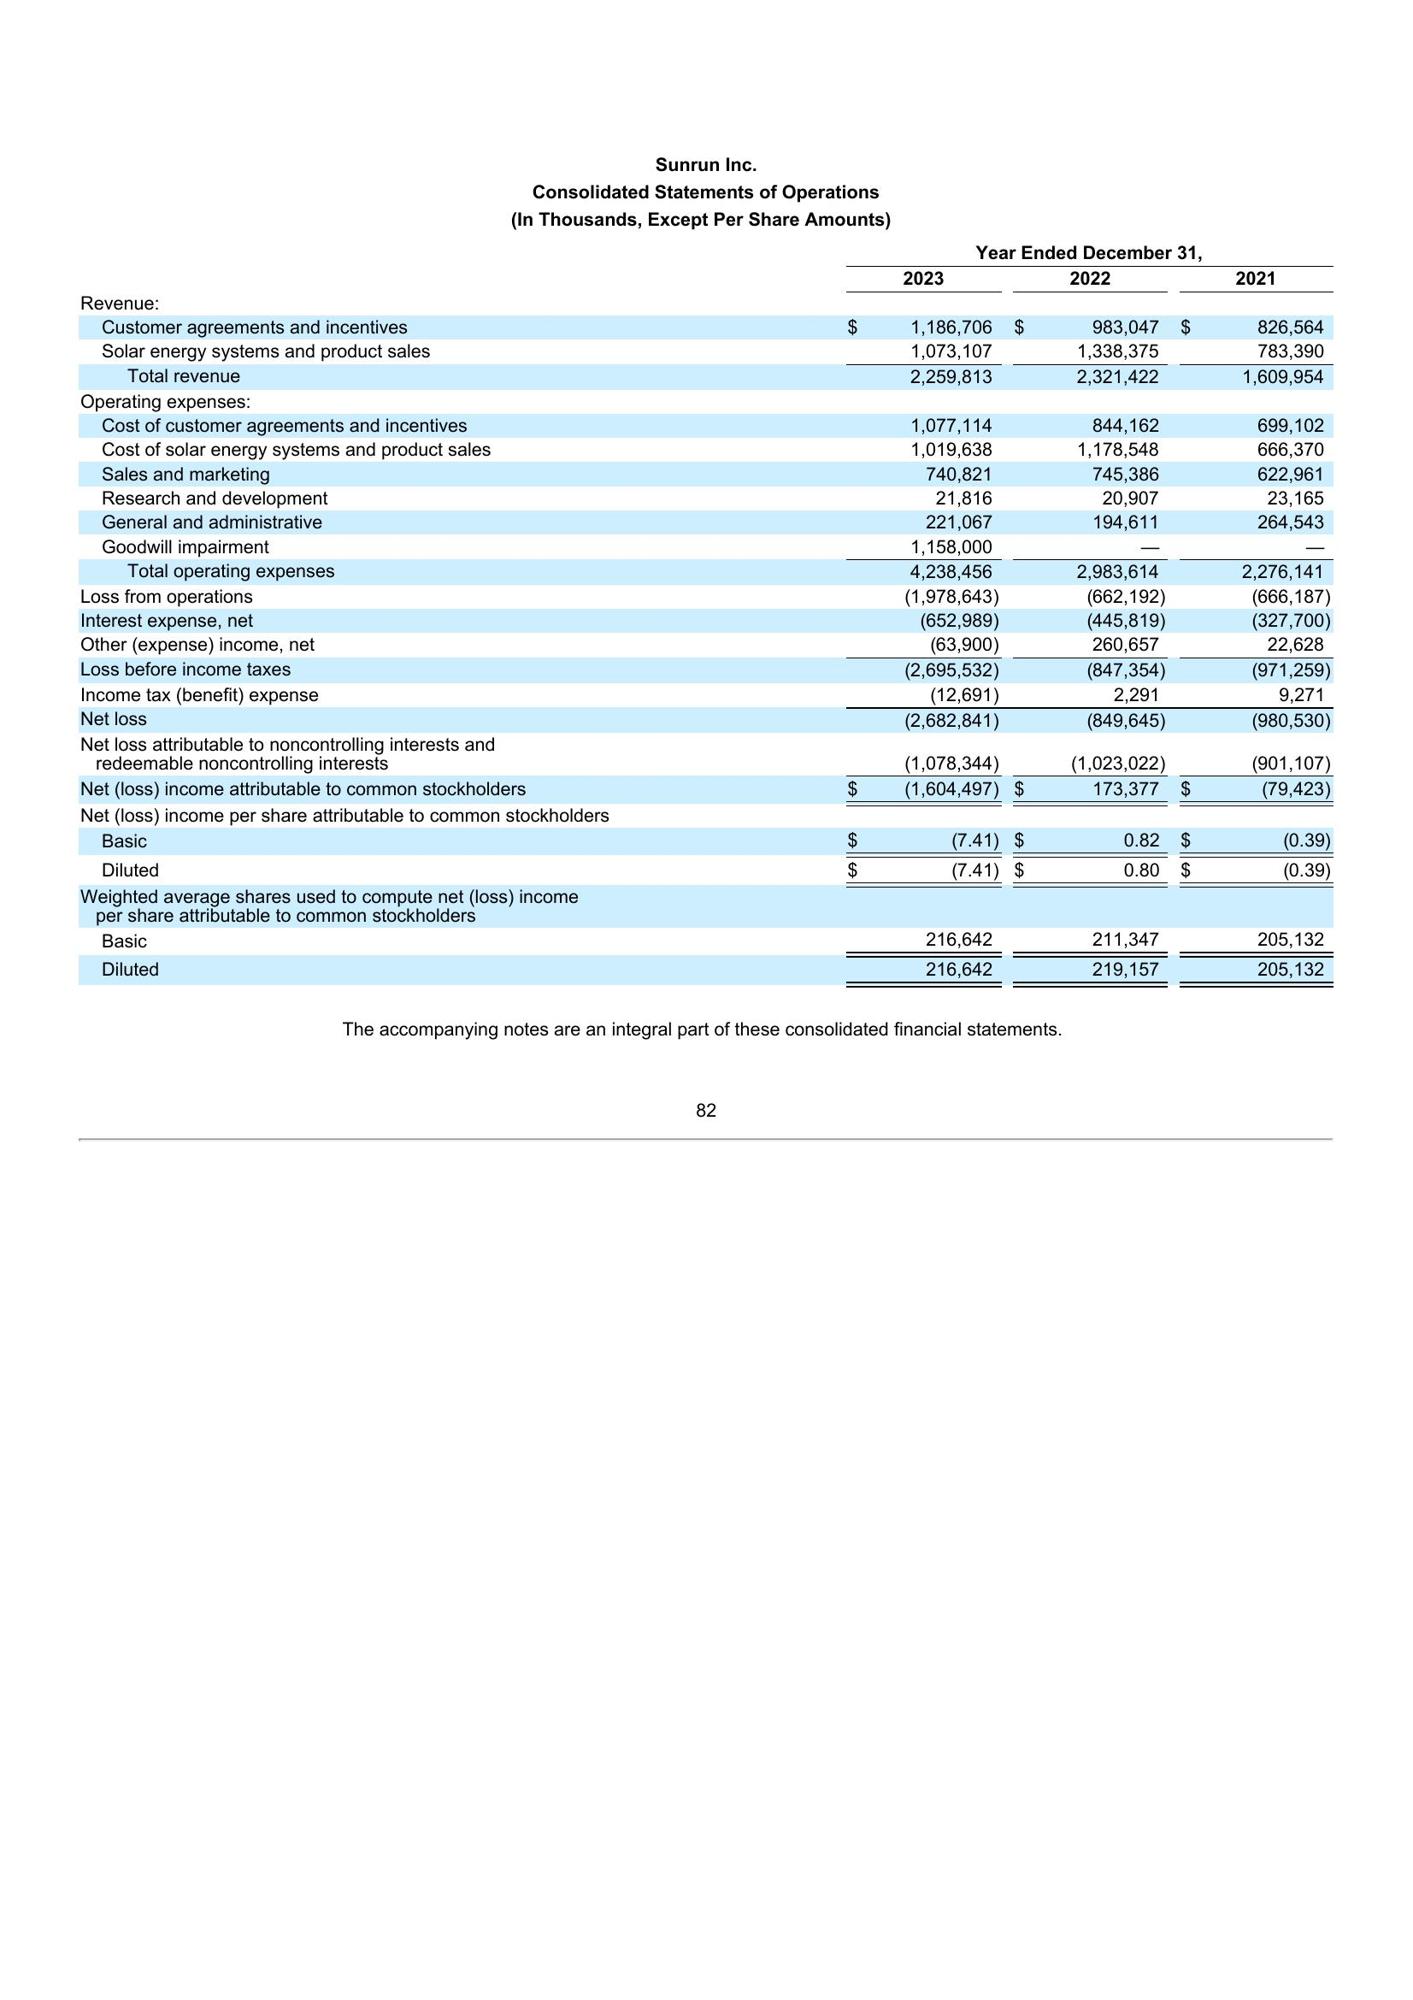 Sunrun Inc.
Consolidated Statements of Operations
(In Thousands, Except Per Share Amounts)
Year Ended December 31,
2023 2022 2021
Revenue:
Customer agreements and incentives $ 1,186,706 $ 983,047 $ 826,564
Solar energy systems and product sales 1,073,107 1,338,375 783,390
Total revenue 2,259,813 2,321,422 1,609,954
Operating expenses:
Cost of customer agreements and incentives 1,077,114 844,162 699,102
Cost of solar energy systems and product sales 1,019,638 1,178,548 666,370
Sales and marketing 740,821 745,386 622,961
Research and development 21,816 20,907 23,165
General and administrative 221,067 194,611 264,543
Goodwill impairment 1,158,000 — —
Total operating expenses 4,238,456 2,983,614 2,276,141
Loss from operations (1,978,643) (662,192) (666,187)
Interest expense, net (652,989) (445,819) (327,700)
Other (expense) income, net (63,900) 260,657 22,628
Loss before income taxes (2,695,532) (847,354) (971,259)
Income tax (benefit) expense (12,691) 2,291 9,271
Net loss (2,682,841) (849,645) (980,530)
Net loss attributable to noncontrolling interests and
redeemable noncontrolling interests (1,078,344) (1,023,022) (901,107)
Net (loss) income attributable to common stockholders $ (1,604,497) $ 173,377 $ (79,423)
Net (loss) income per share attributable to common stockholders
Basic $ (7.41) $ 0.82 $ (0.39)
Diluted $ (7.41) $ 0.80 $ (0.39)
Weighted average shares used to compute net (loss) income
per share attributable to common stockholders
Basic 216,642 211,347 205,132
Diluted 216,642 219,157 205,132
The accompanying notes are an integral part of these consolidated financial statements.
82